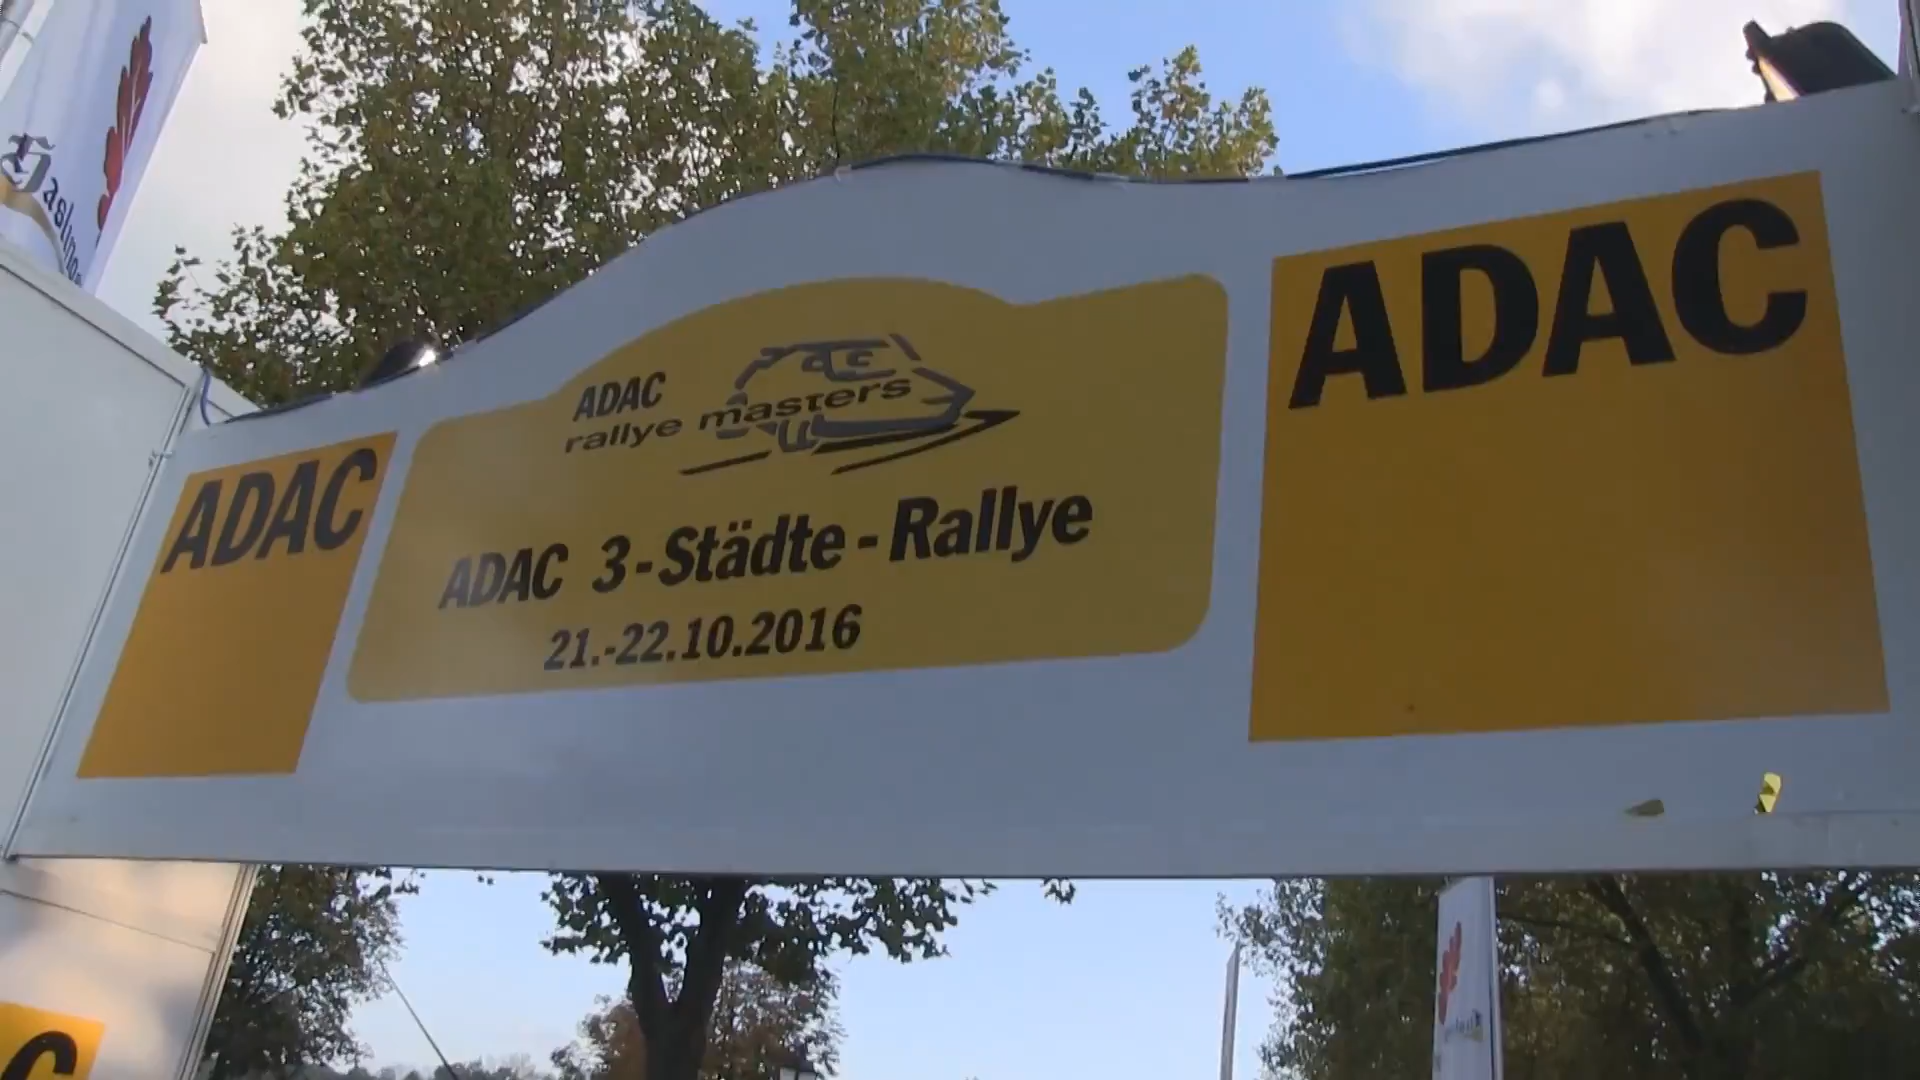 ADAC
ADAC
rallye masters
ADAC 3-Städte-Rallye
21.-22.10.2016
ADAC